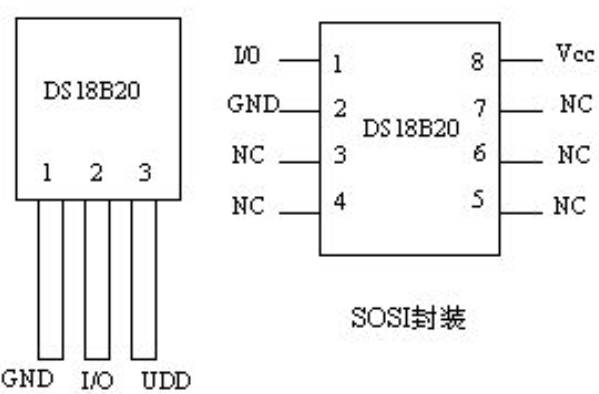 DS18B20
1 2 3
GND I/O UDD
I/O 1 8 Vcc
GND 2 7 NC
DS18B20
NC 3 6 NC
NC 4 5 NC
SOSI封装